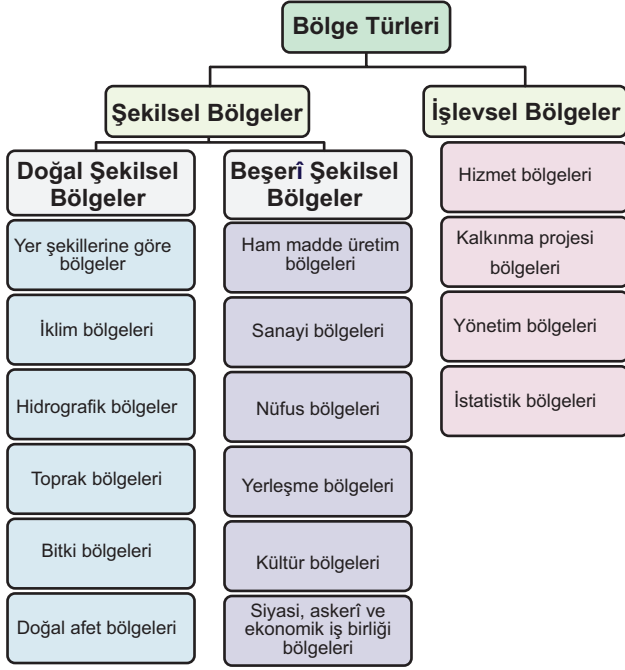 Bölge Türleri
Şekilsel Bölgeler
İşlevsel Bölgeler
Doğal Şekilsel
Bölgeler
Beşerî Şekilsel
Bölgeler
Yer şekillerine göre
bölgeler
İklim bölgeleri
Hidrografik bölgeler
Toprak bölgeleri
Bitki bölgeleri
Doğal afet bölgeleri
Ham madde üretim
bölgeleri
Sanayi bölgeleri
Nüfus bölgeleri
Yerleşme bölgeleri
Kültür bölgeleri
Siyasi, askerî ve
ekonomik iş birliği
bölgeleri
Hizmet bölgeleri
Kalkınma projesi
bölgeleri
Yönetim bölgeleri
İstatistik bölgeleri